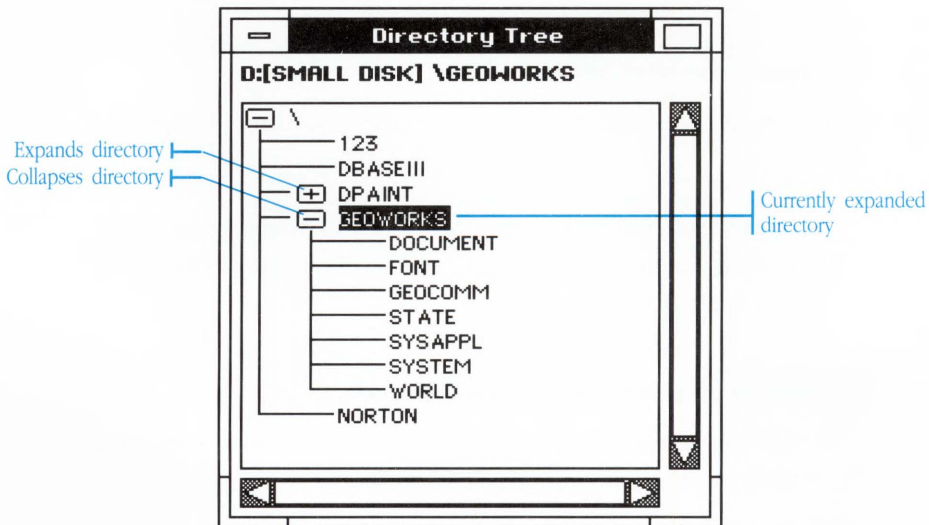 Directory Tree
D:[SMALL DISK] \GEOWORKS
\
123
DBASEIII
Expands directory
Collapses directory
DPAINT
GEOWORKS
Currently expanded
directory
DOCUMENT
FONT
GEOCOMM
STATE
SYSAPPL
SYSTEM
WORLD
NORTON